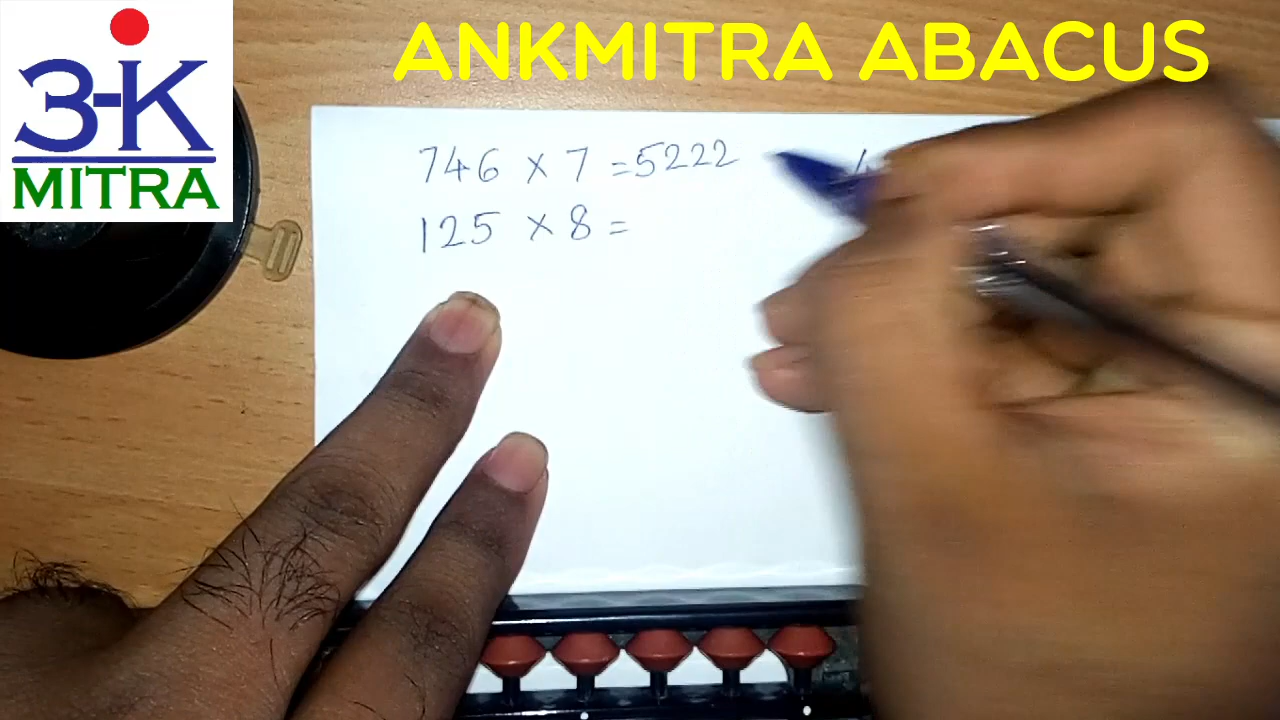 ANKMITRA ABACUS
3-K
MITRA
746 × 7 =5222
125 × 8 =